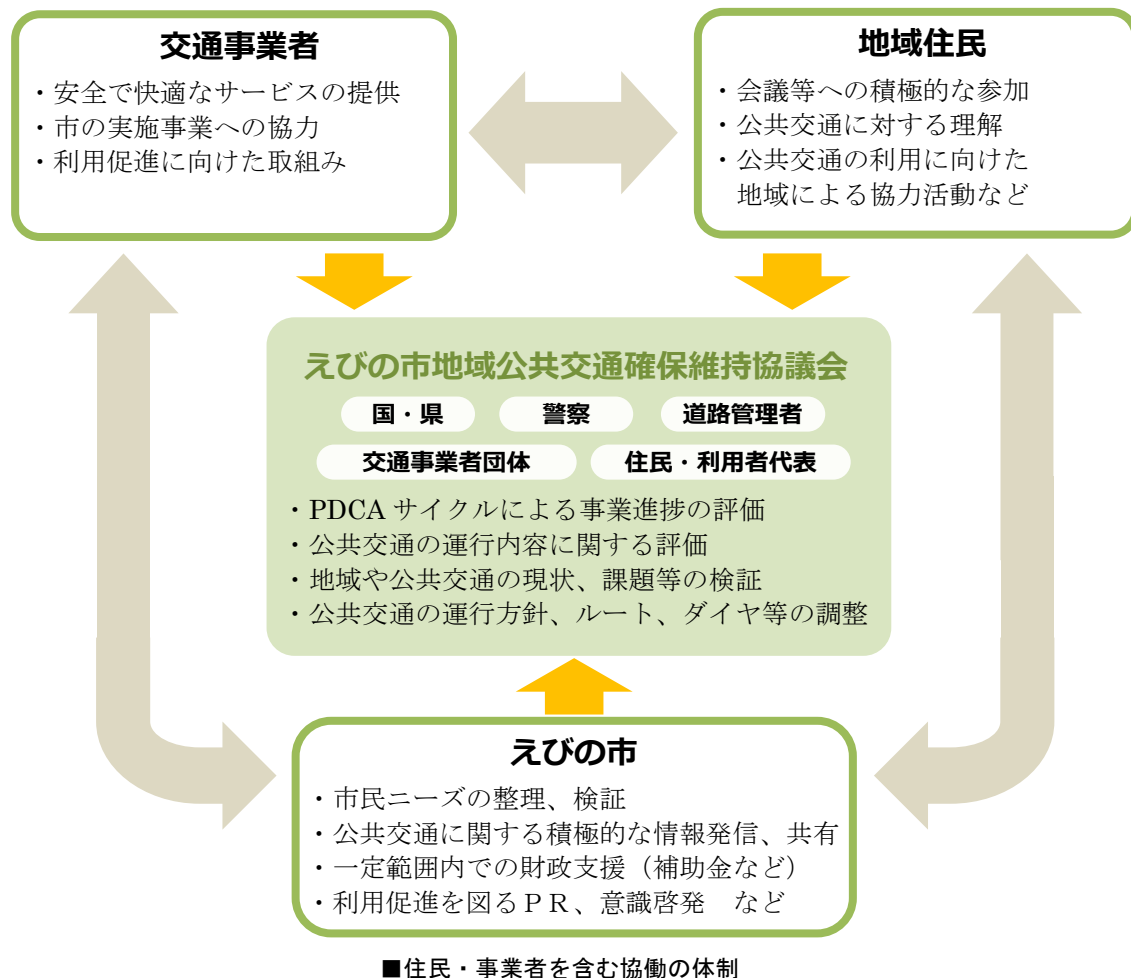 交通事業者
・安全で快適なサービスの提供
・市の実施事業への協力
・利用促進に向けた取組み
地域住民
・会議等への積極的な参加
・公共交通に対する理解
・公共交通の利用に向けた
地域による協力活動など
えびの市地域公共交通確保維持協議会
国・県 警察 道路管理者
交通事業者団体 住民・利用者代表
・PDCA サイクルによる事業進捗の評価
・公共交通の運行内容に関する評価
・地域や公共交通の現状、課題等の検証
・公共交通の運行方針、ルート、ダイヤ等の調整
えびの市
・市民ニーズの整理、検証
・公共交通に関する積極的な情報発信、共有
・一定範囲内での財政支援（補助金など）
・利用促進を図るＰＲ、意識啓発　など
■住民・事業者を含む協働の体制